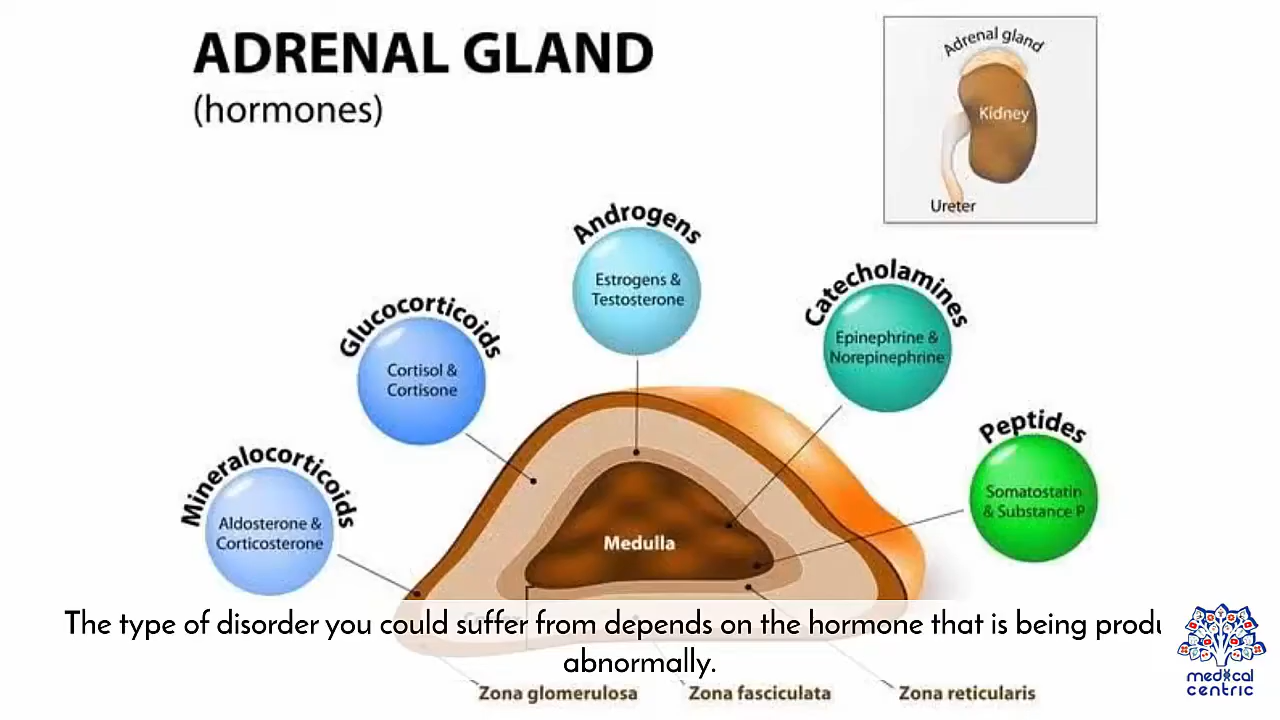 ADRENAL GLAND
(hormones)
Adrenal gland
Kidney
Ureter
Androgens
Estrogens &
Testosterone
Catecholamines
Epinephrine &
Norepinephrine
Glucocorticoids
Cortisol &
Cortisone
Peptides
Somatostatin
& Substance P
Mineralocorticoids
Aldosterone &
Corticosterone
Medulla
The type of disorder you could suffer from depends on the hormone that is being produ
abnormally.
Zona glomerulosa
Zona fasciculata
Zona reticularis
medical
centric